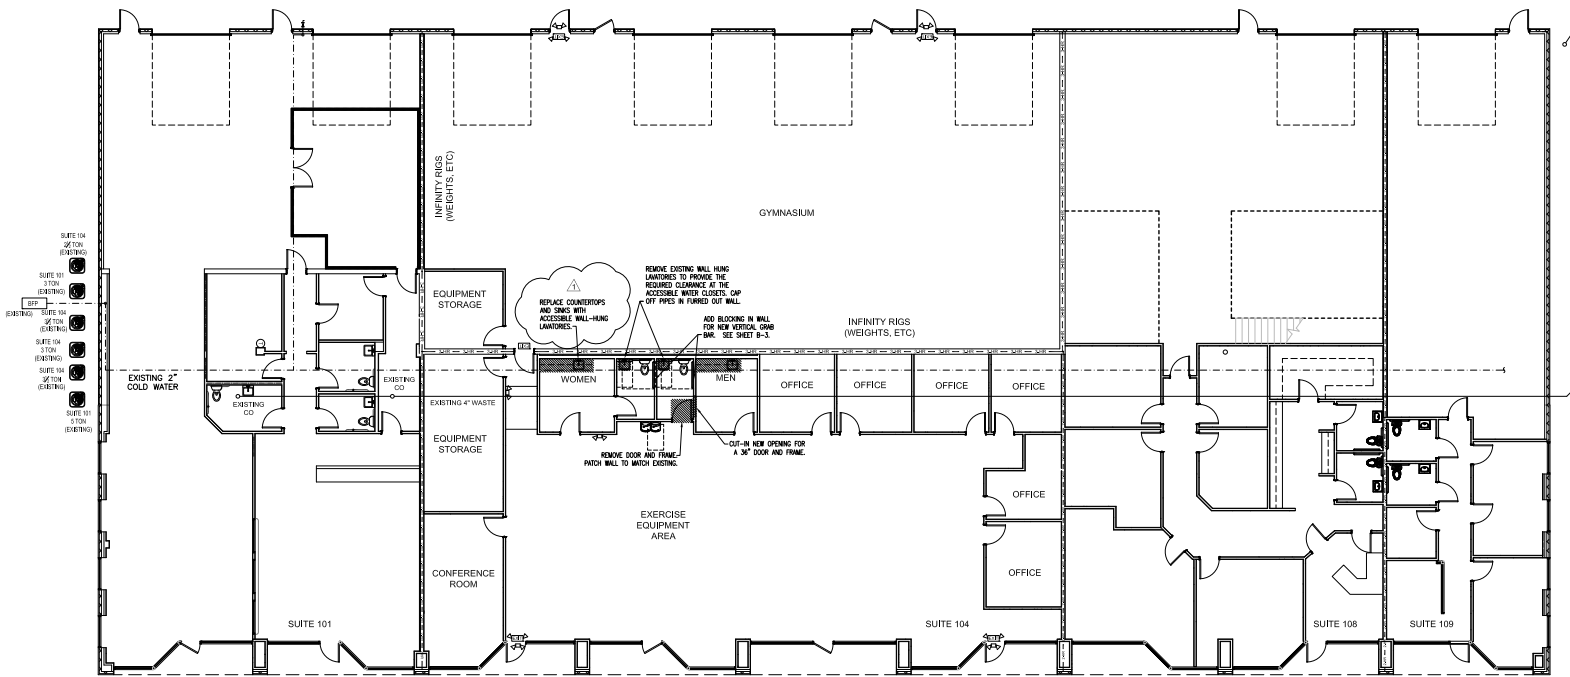 SUITE 104
2½ TON
(EXISTING)
SUITE 101
3 TON
(EXISTING)
BFP
(EXISTING)
SUITE 104
(EXISTING)
SUITE 104
3 TON
(EXISTING)
SUITE 104
(EXISTING)
SUITE 101
5 TON
(EXISTING)
EXISTING 2"
COLD WATER
EXISTING
CO
EXISTING
CO
SUITE 101
INFINITY RIGS
(WEIGHTS, ETC)
GYMNASIUM
INFINITY RIGS
(WEIGHTS, ETC)
EQUIPMENT
STORAGE
1
REPLACE COUNTERTOPS
AND SINKS WITH
ACCESSIBLE WALL-HUNG
LAVATORIES.
REMOVE EXISTING WALL HUNG
LAVATORIES TO PROVIDE THE
REQUIRED CLEARANCE AT THE
ACCESSIBLE WATER CLOSETS. CAP
OFF PIPES IN FURRED OUT WALL.
ADD BLOCKING IN WALL
FOR NEW VERTICAL GRAB
BAR. SEE SHEET B-3.
WOMEN
MEN
OFFICE
OFFICE
OFFICE
OFFICE
EXISTING 4" WASTE
EQUIPMENT
STORAGE
REMOVE DOOR AND FRAME.
PATCH WALL TO MATCH EXISTING.
CUT-IN NEW OPENING FOR
A 36" DOOR AND FRAME.
OFFICE
EXERCISE
EQUIPMENT
AREA
CONFERENCE
ROOM
OFFICE
SUITE 104
SUITE 108
SUITE 109